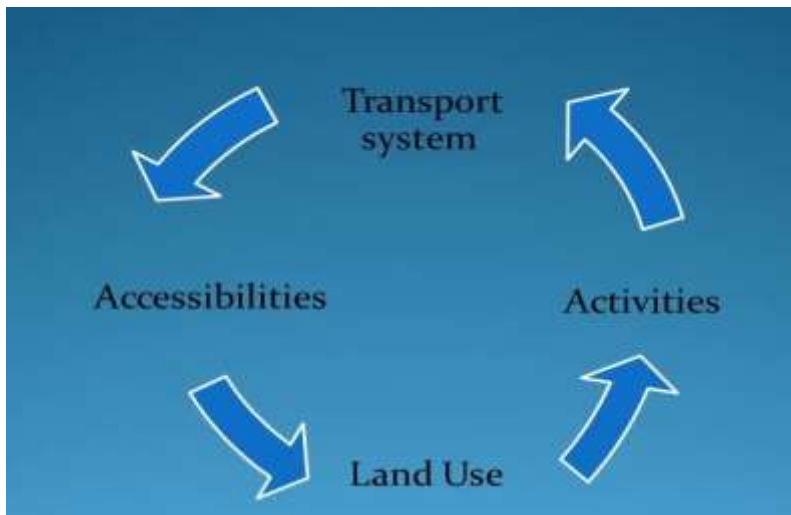 Transport
system
Accessibilities
Activities
Land Use